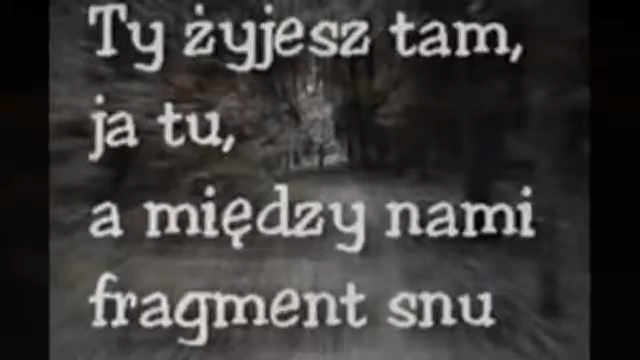 Ty żyjesz tam,
ja tu,
a między nami
fragment snu